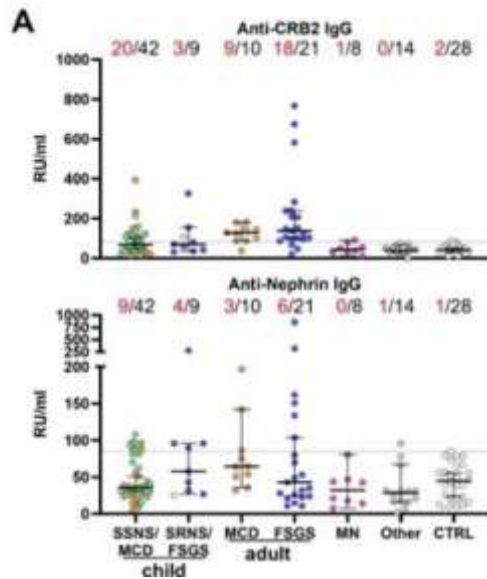 A
Anti-CRB2 IgG
20/42 3/9 9/10 18/21 1/8 0/14 2/28
1000
800
600
400
200
0
RU/ml
Anti-Nephrin IgG
9/42 4/9 3/10 6/21 0/8 1/14 1/28
1000
750
500
250
200
150
100
50
0
RU/ml
SSNS/ SRNS/ MCD FSGS MN Other CTRL
MCD FSGS adult
child